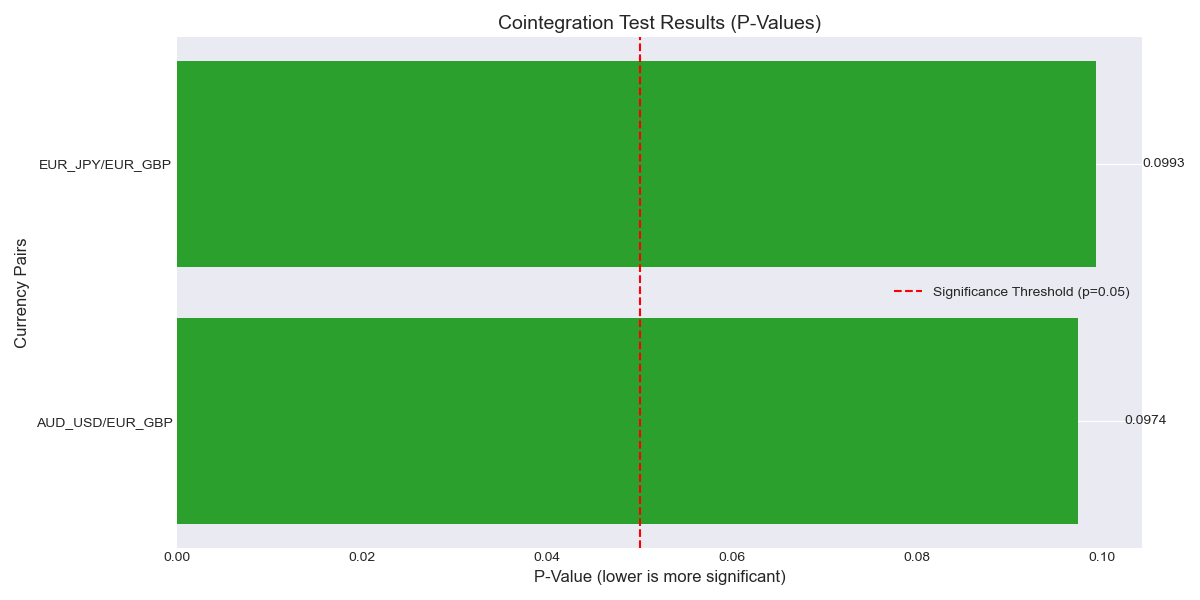 Cointegration Test Results (P-Values)
Currency Pairs
EUR_JPY/EUR_GBP
0.0993
Significance Threshold (p=0.05)
AUD_USD/EUR_GBP
0.0974
0.00 0.02 0.04 0.06 0.08 0.10
P-Value (lower is more significant)